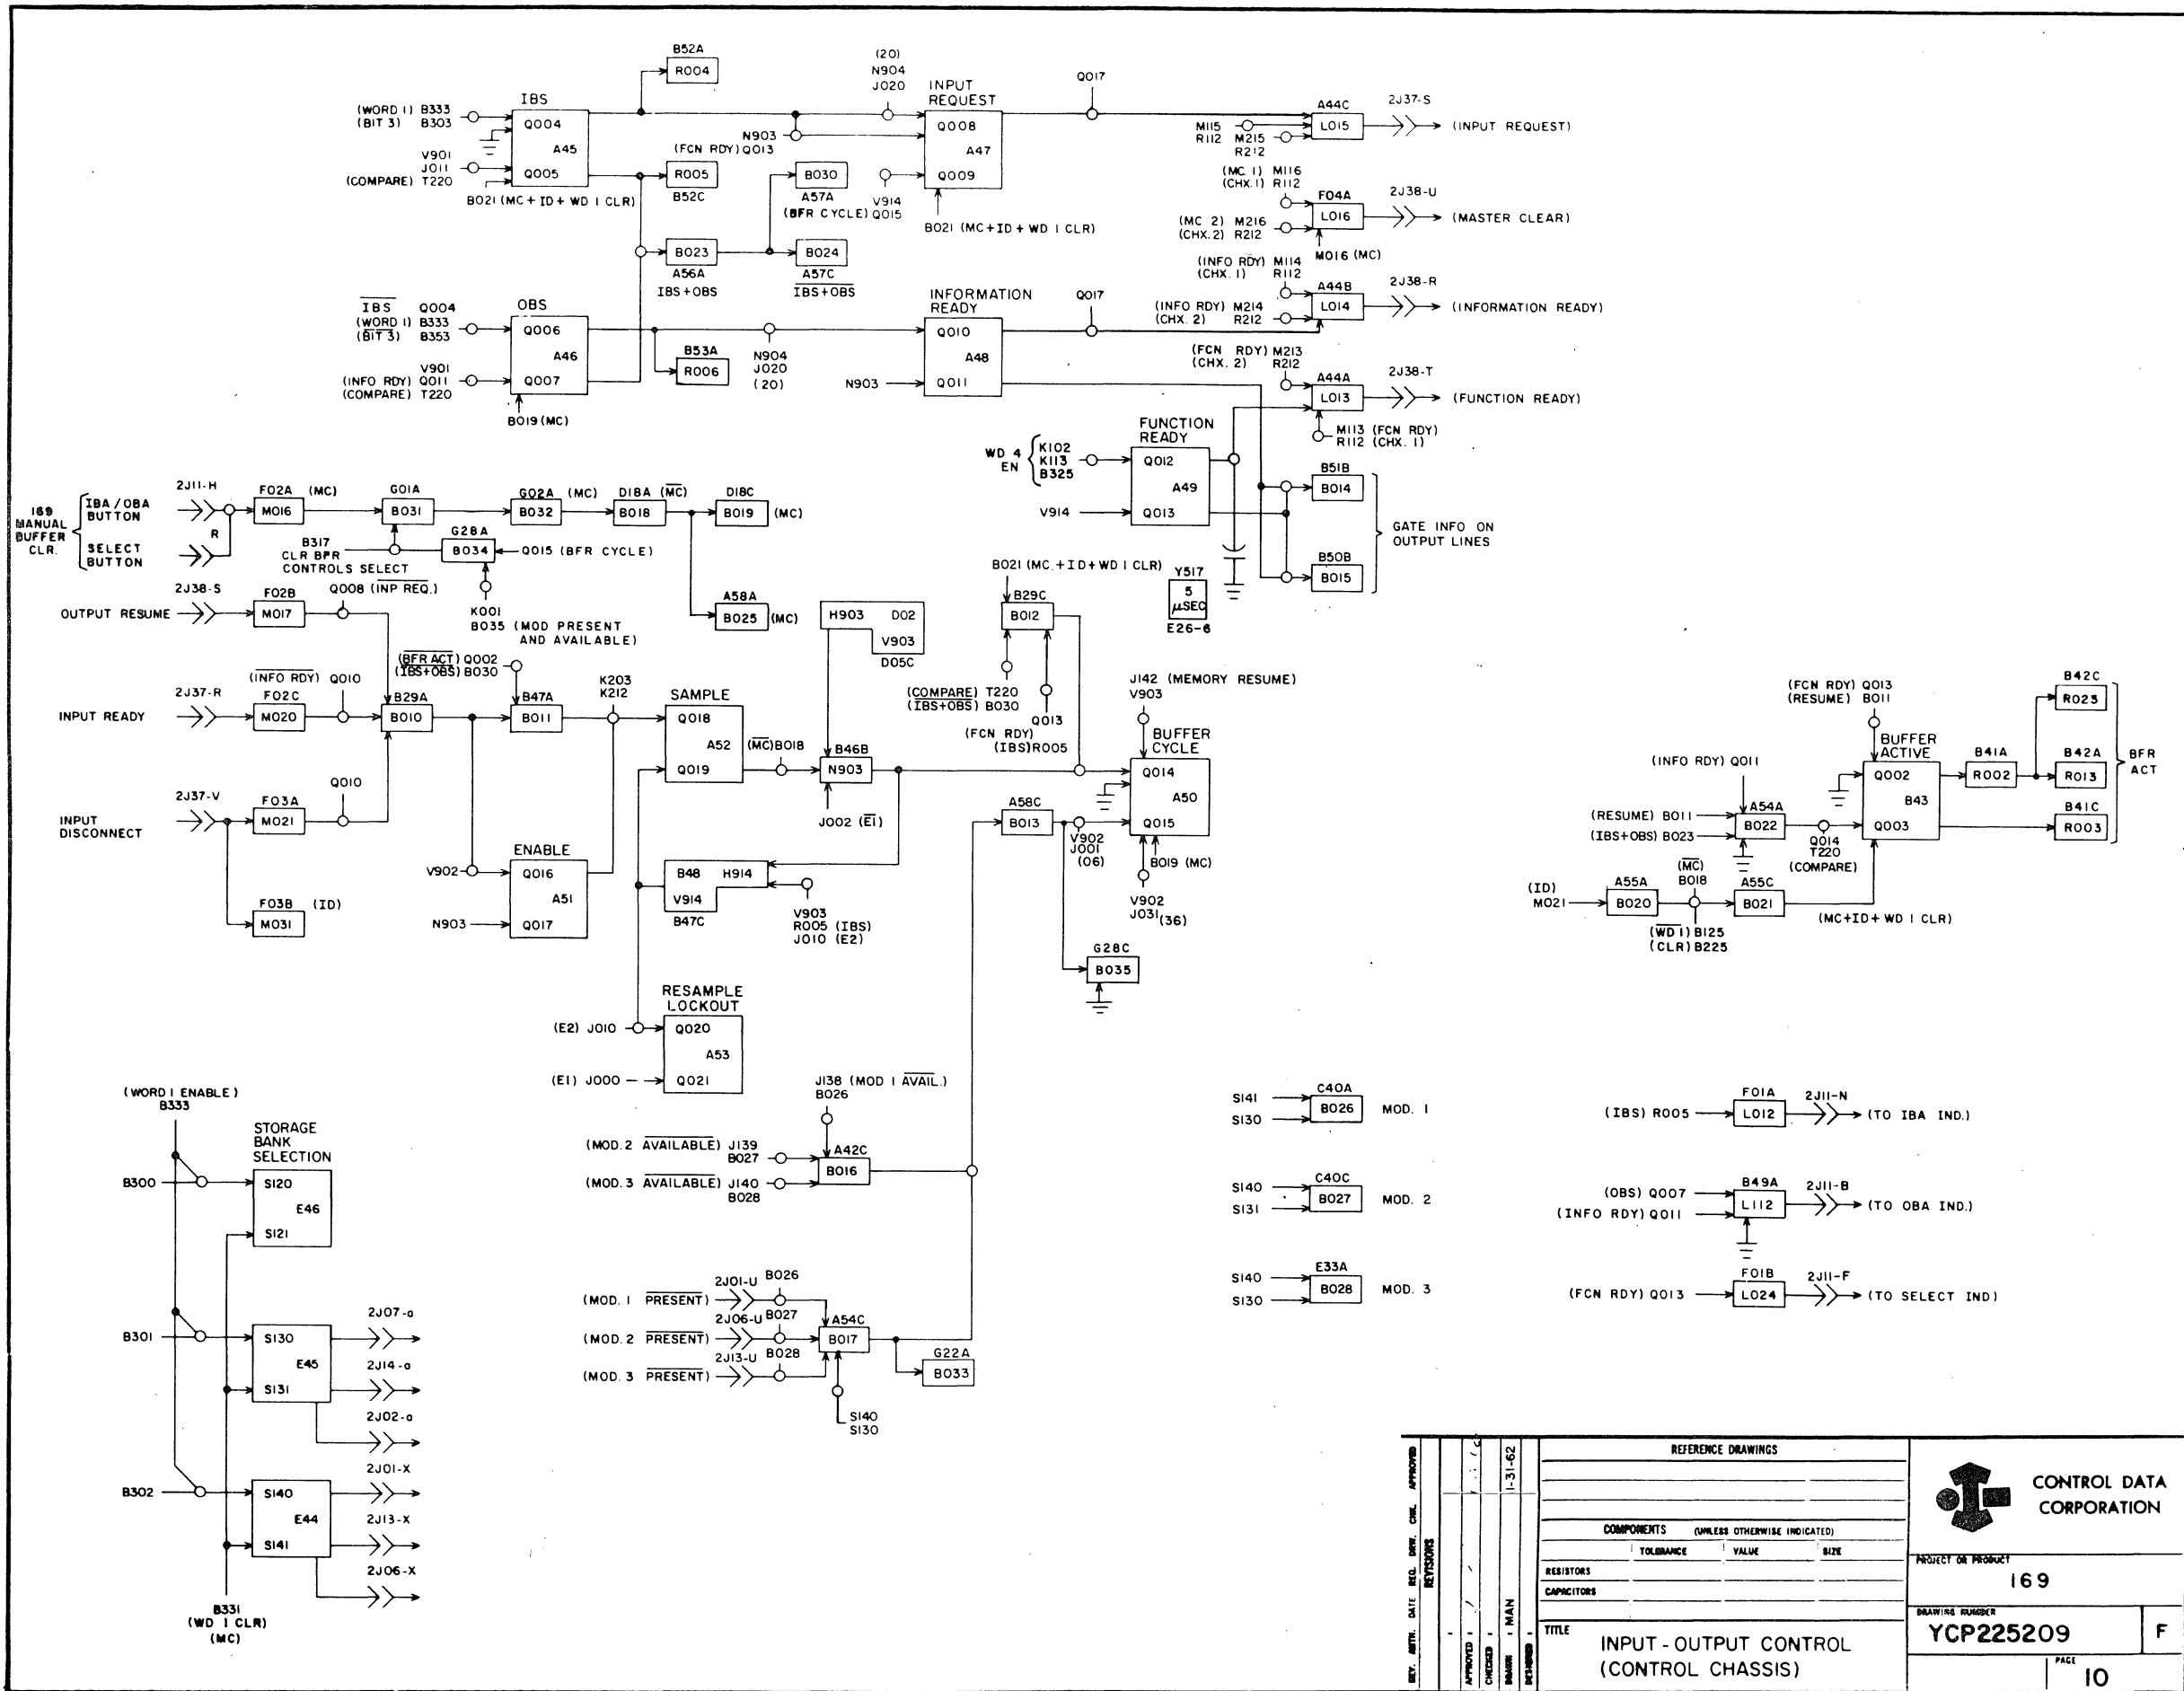 B52A
R004
(20)
N904
J020
INPUT
REQUEST
Q017
IBS
(WORD 1) B333
(BIT 3) B303
Q004
A45
Q005
V901
J011
(COMPARE) T220
B021 (MC + ID + WD 1 CLR)
N903
(FCN RDY) Q013
R005
B52C
B030
A57A
(BFR CYCLE) Q015
V914
Q008
A47
Q009
B021 (MC+ID + WD 1 CLR)
B023
A56A
IBS+OBS
B024
A57C
IBS+OBS
A44C
L015
2J37-S
(INPUT REQUEST)
M115
R112
M215
R212
(MC 1) M116
(CHX. 1) R112
F04A
L016
2J38-U
(MASTER CLEAR)
(MC 2) M216
(CHX. 2) R212
M016 (MC)
(INFO RDY) M114
(CHX. 1) R112
A44B
L014
2J38-R
(INFORMATION READY)
(INFO RDY) M214
(CHX. 2) R212
IBS Q004
(WORD 1) B333
(BIT 3) B353
OBS
Q006
A46
Q007
V901
(INFO RDY) Q011
(COMPARE) T220
B019 (MC)
B53A
R006
N904
J020
(20)
INFORMATION
READY
Q010
A48
Q011
N903
Q017
(FCN RDY) M213
(CHX. 2) R212
A44A
L013
2J38-T
(FUNCTION READY)
M113 (FCN RDY)
R112 (CHX. 1)
FUNCTION
READY
WD 4
EN
K102
K113
B325
Q012
A49
Q013
V914
B51B
B014
B50B
B015
GATE INFO ON
OUTPUT LINES
169
MANUAL
BUFFER
CLR.
IBA / OBA
BUTTON
SELECT
BUTTON
2J11-H
R
F02A (MC)
M016
G01A
B031
G02A (MC)
B032
D18A (MC)
B018
D18C
B019 (MC)
B317
CLR BFR
CONTROLS SELECT
G28A
B034
Q015 (BFR CYCLE)
K001
B035 (MOD PRESENT
AND AVAILABLE)
A58A
B025 (MC)
2J38-S
OUTPUT RESUME
F02B
M017
Q008 (INP REQ.)
(INFO RDY) Q010
2J37-R
INPUT READY
F02C
M020
B29A
B010
(BFR ACT) Q002
(IBS+OBS) B030
B47A
B011
K203
K212
SAMPLE
Q018
A52
Q019
(MC) B018
H903 D02
V903
D05C
B46B
N903
J002 (E1)
B021 (MC + ID + WD 1 CLR)
B29C
B012
(COMPARE) T220
(IBS+OBS) B030
Q013
(FCN RDY)
(IBS) R005
Y517
5
µSEC
E26-6
J142 (MEMORY RESUME)
V903
BUFFER
CYCLE
Q014
A50
Q015
B019 (MC)
V902
J031 (36)
A58C
B013
V902
J001
(06)
G28C
B035
2J37-V
INPUT
DISCONNECT
F03A
M021
Q010
F03B (ID)
M031
ENABLE
V902
Q016
A51
Q017
N903
B48 H914
V914
B47C
V903
R005 (IBS)
J010 (E2)
RESAMPLE
LOCKOUT
(E2) J010
Q020
A53
Q021
(E1) J000
(FCN RDY) Q013
(RESUME) B011
BUFFER
ACTIVE
Q002
B43
Q003
(INFO RDY) Q011
(RESUME) B011
(IBS+OBS) B023
A54A
B022
Q014
T220
(COMPARE)
B41A
R002
B42C
R023
B42A
R013
B41C
R003
BFR
ACT
(ID)
M021
A55A
B020
(MC)
B018
A55C
B021
(WD 1) B125
(CLR) B225
(MC+ID+WD 1 CLR)
(WORD 1 ENABLE)
B333
STORAGE
BANK
SELECTION
B300
S120
E46
S121
B301
S130
E45
S131
2J07-a
2J14-a
2J02-a
B302
S140
E44
S141
2J01-X
2J13-X
2J06-X
B331
(WD 1 CLR)
(MC)
J138 (MOD 1 AVAIL.)
B026
(MOD. 2 AVAILABLE) J139
B027
(MOD. 3 AVAILABLE) J140
B028
A42C
B016
(MOD. 1 PRESENT)
2J01-U B026
(MOD. 2 PRESENT)
2J06-U B027
(MOD. 3 PRESENT)
2J13-U B028
A54C
B017
G22A
B033
S140
S130
S141
S130
C40A
B026 MOD. 1
S140
S131
C40C
B027 MOD. 2
S140
S130
E33A
B028 MOD. 3
(IBS) R005
F01A
L012
2J11-N
(TO IBA IND.)
(OBS) Q007
(INFO RDY) Q011
B49A
L112
2J11-B
(TO OBA IND.)
(FCN RDY) Q013
F01B
L024
2J11-F
(TO SELECT IND)
REV. AUTH. DATE REQ. DRW. CHK. APPROVED
REVISIONS
APPROVED
CHECKED
DRAWN MAN 1-31-62
DESIGNED
REFERENCE DRAWINGS
COMPONENTS (UNLESS OTHERWISE INDICATED)
TOLERANCE VALUE SIZE
RESISTORS
CAPACITORS
TITLE
INPUT - OUTPUT CONTROL
(CONTROL CHASSIS)
CONTROL DATA
CORPORATION
PROJECT OR PRODUCT
169
DRAWING NUMBER
YCP225209 F
PAGE
10